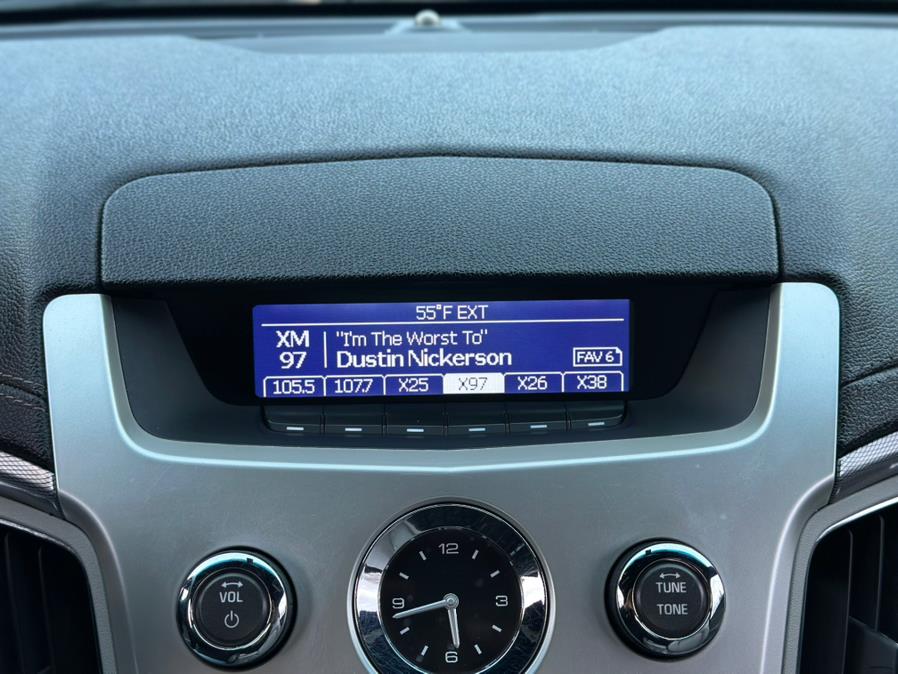 55°F EXT
XM
97
"I'm The Worst To"
Dustin Nickerson
FAV 6
105.5 107.7 X25 X97 X26 X38
12
9 3
6
VOL
TUNE
TONE